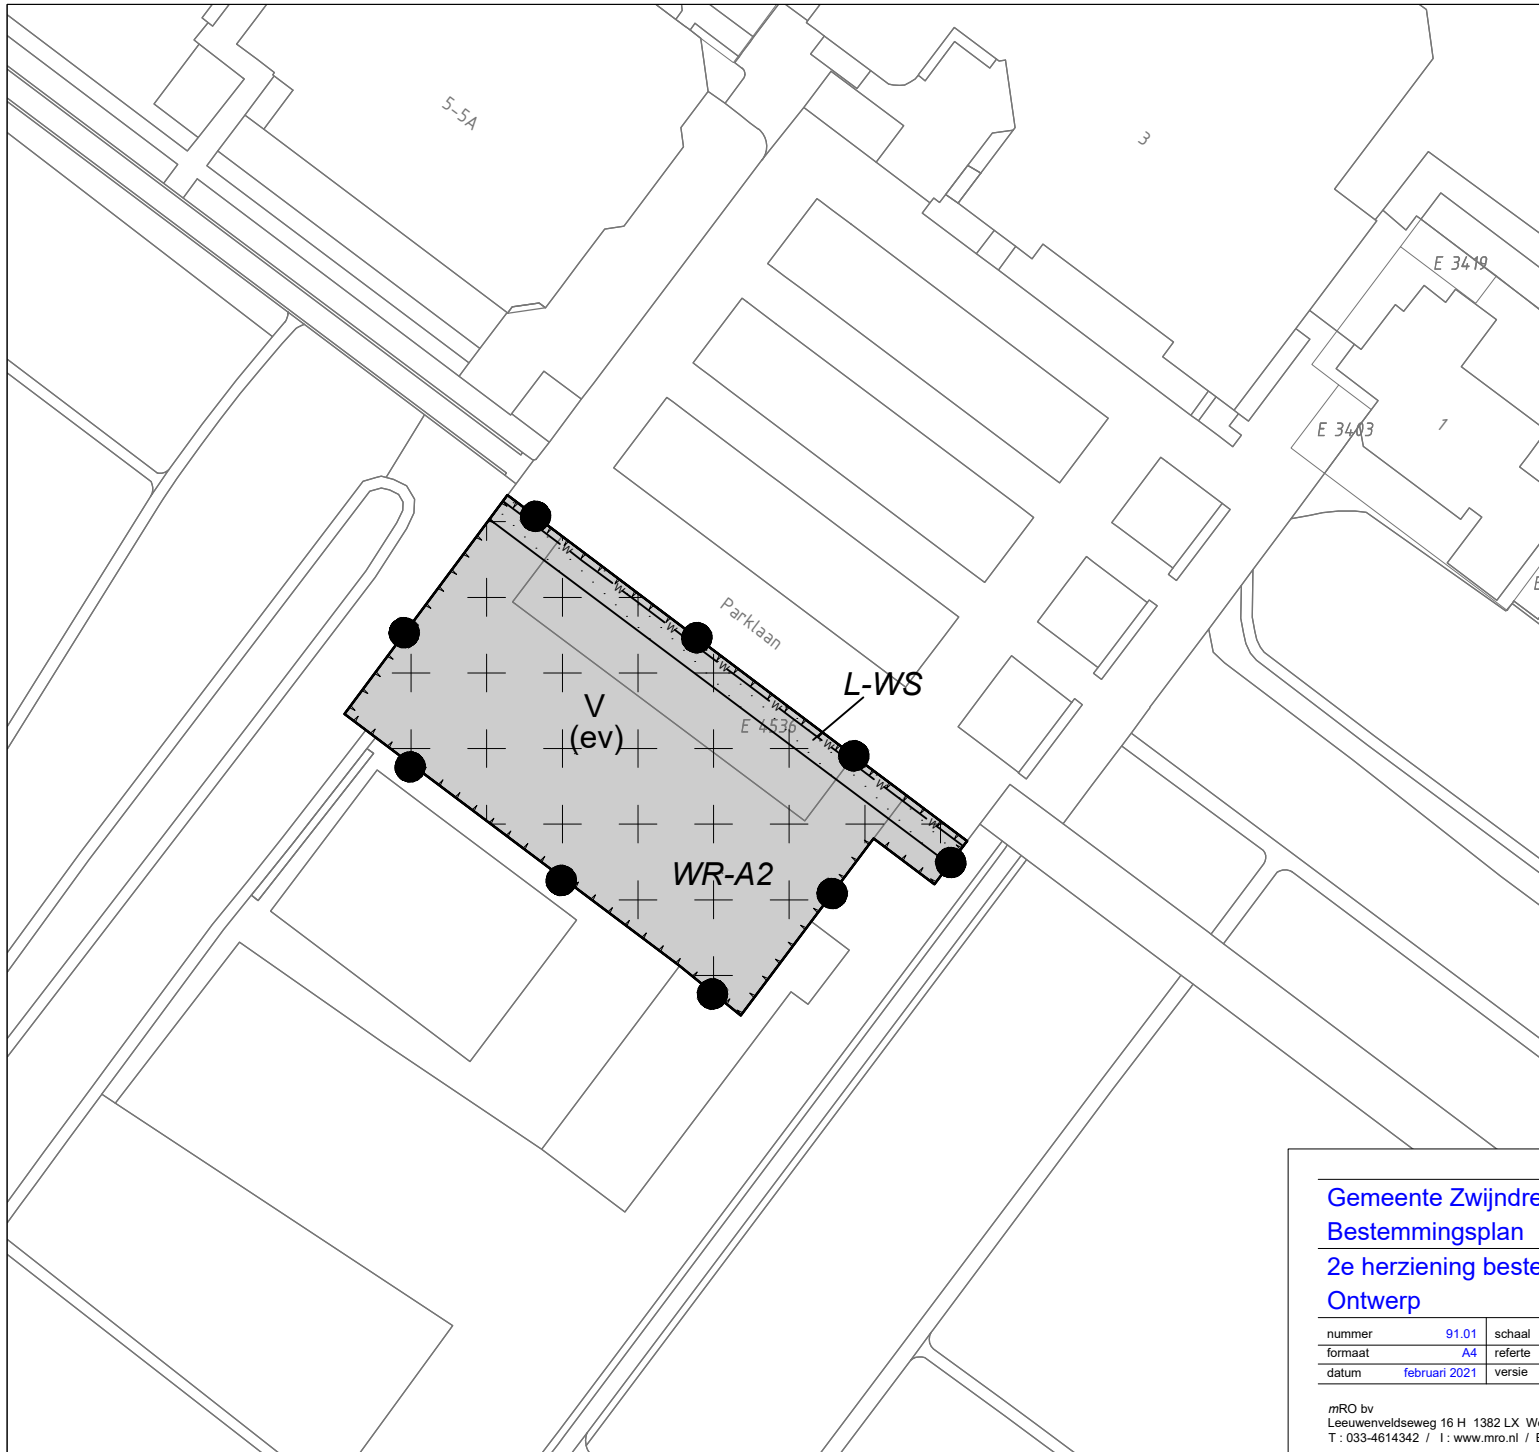 5-5A
3
E 3419
E 3403
1
Parklaan
L-WS
V
(ev)
E 4536
WR-A2
w w w w w w w w
Gemeente Zwijndre
Bestemmingsplan
2e herziening beste
Ontwerp
nummer 91.01 schaal
formaat A4 referte
datum februari 2021 versie
mRO bv
Leeuwenveldseweg 16 H 1382 LX We
T : 033-4614342 / I : www.mro.nl / E